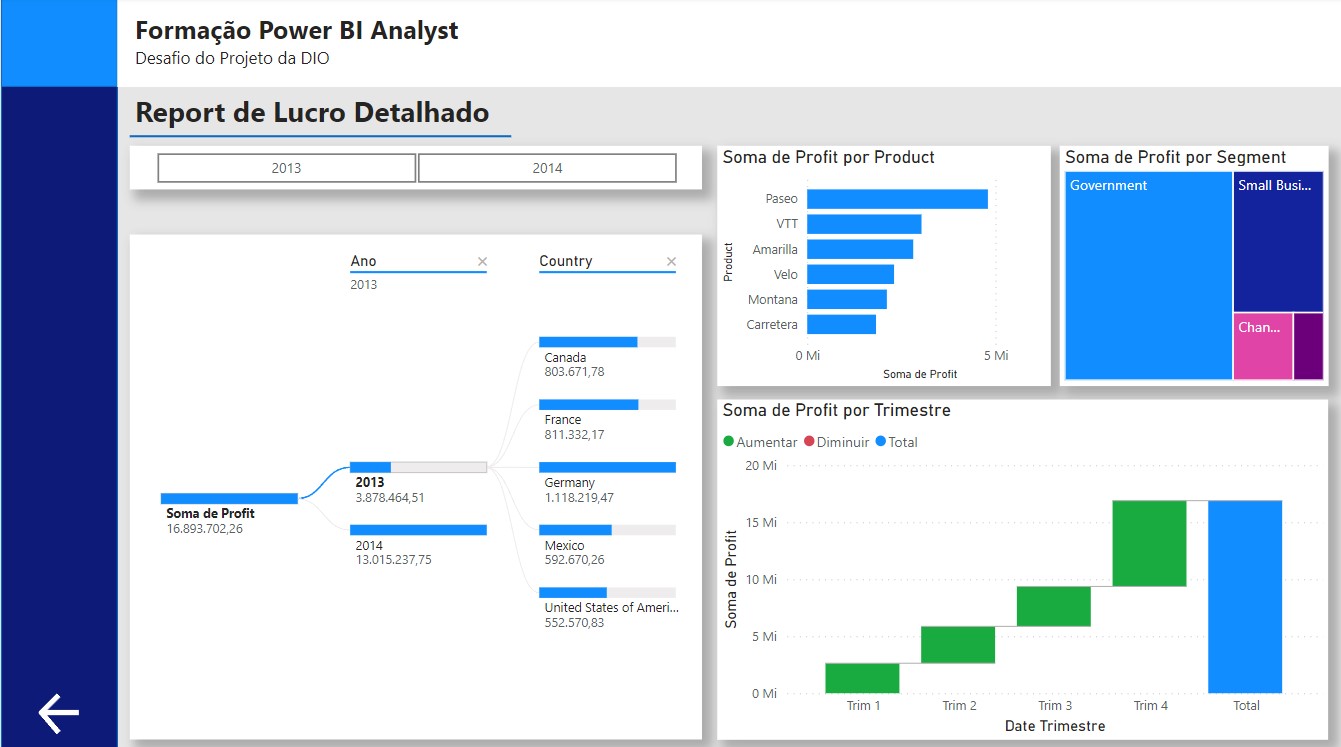 Formação Power BI Analyst
Desafio do Projeto da DIO
Report de Lucro Detalhado
2013
2014
Ano
2013
Country
Canada
803.671,78
France
811.332,17
Germany
1.118.219,47
Mexico
592.670,26
United States of Ameri...
552.570,83
2013
3.878.464,51
2014
13.015.237,75
Soma de Profit
16.893.702,26
Soma de Profit por Product
Product
Paseo
VTT
Amarilla
Velo
Montana
Carretera
0 Mi
5 Mi
Soma de Profit
Soma de Profit por Segment
Government
Small Busi...
Chan...
Soma de Profit por Trimestre
Aumentar
Diminuir
Total
Soma de Profit
20 Mi
15 Mi
10 Mi
5 Mi
0 Mi
Trim 1
Trim 2
Trim 3
Trim 4
Total
Date Trimestre